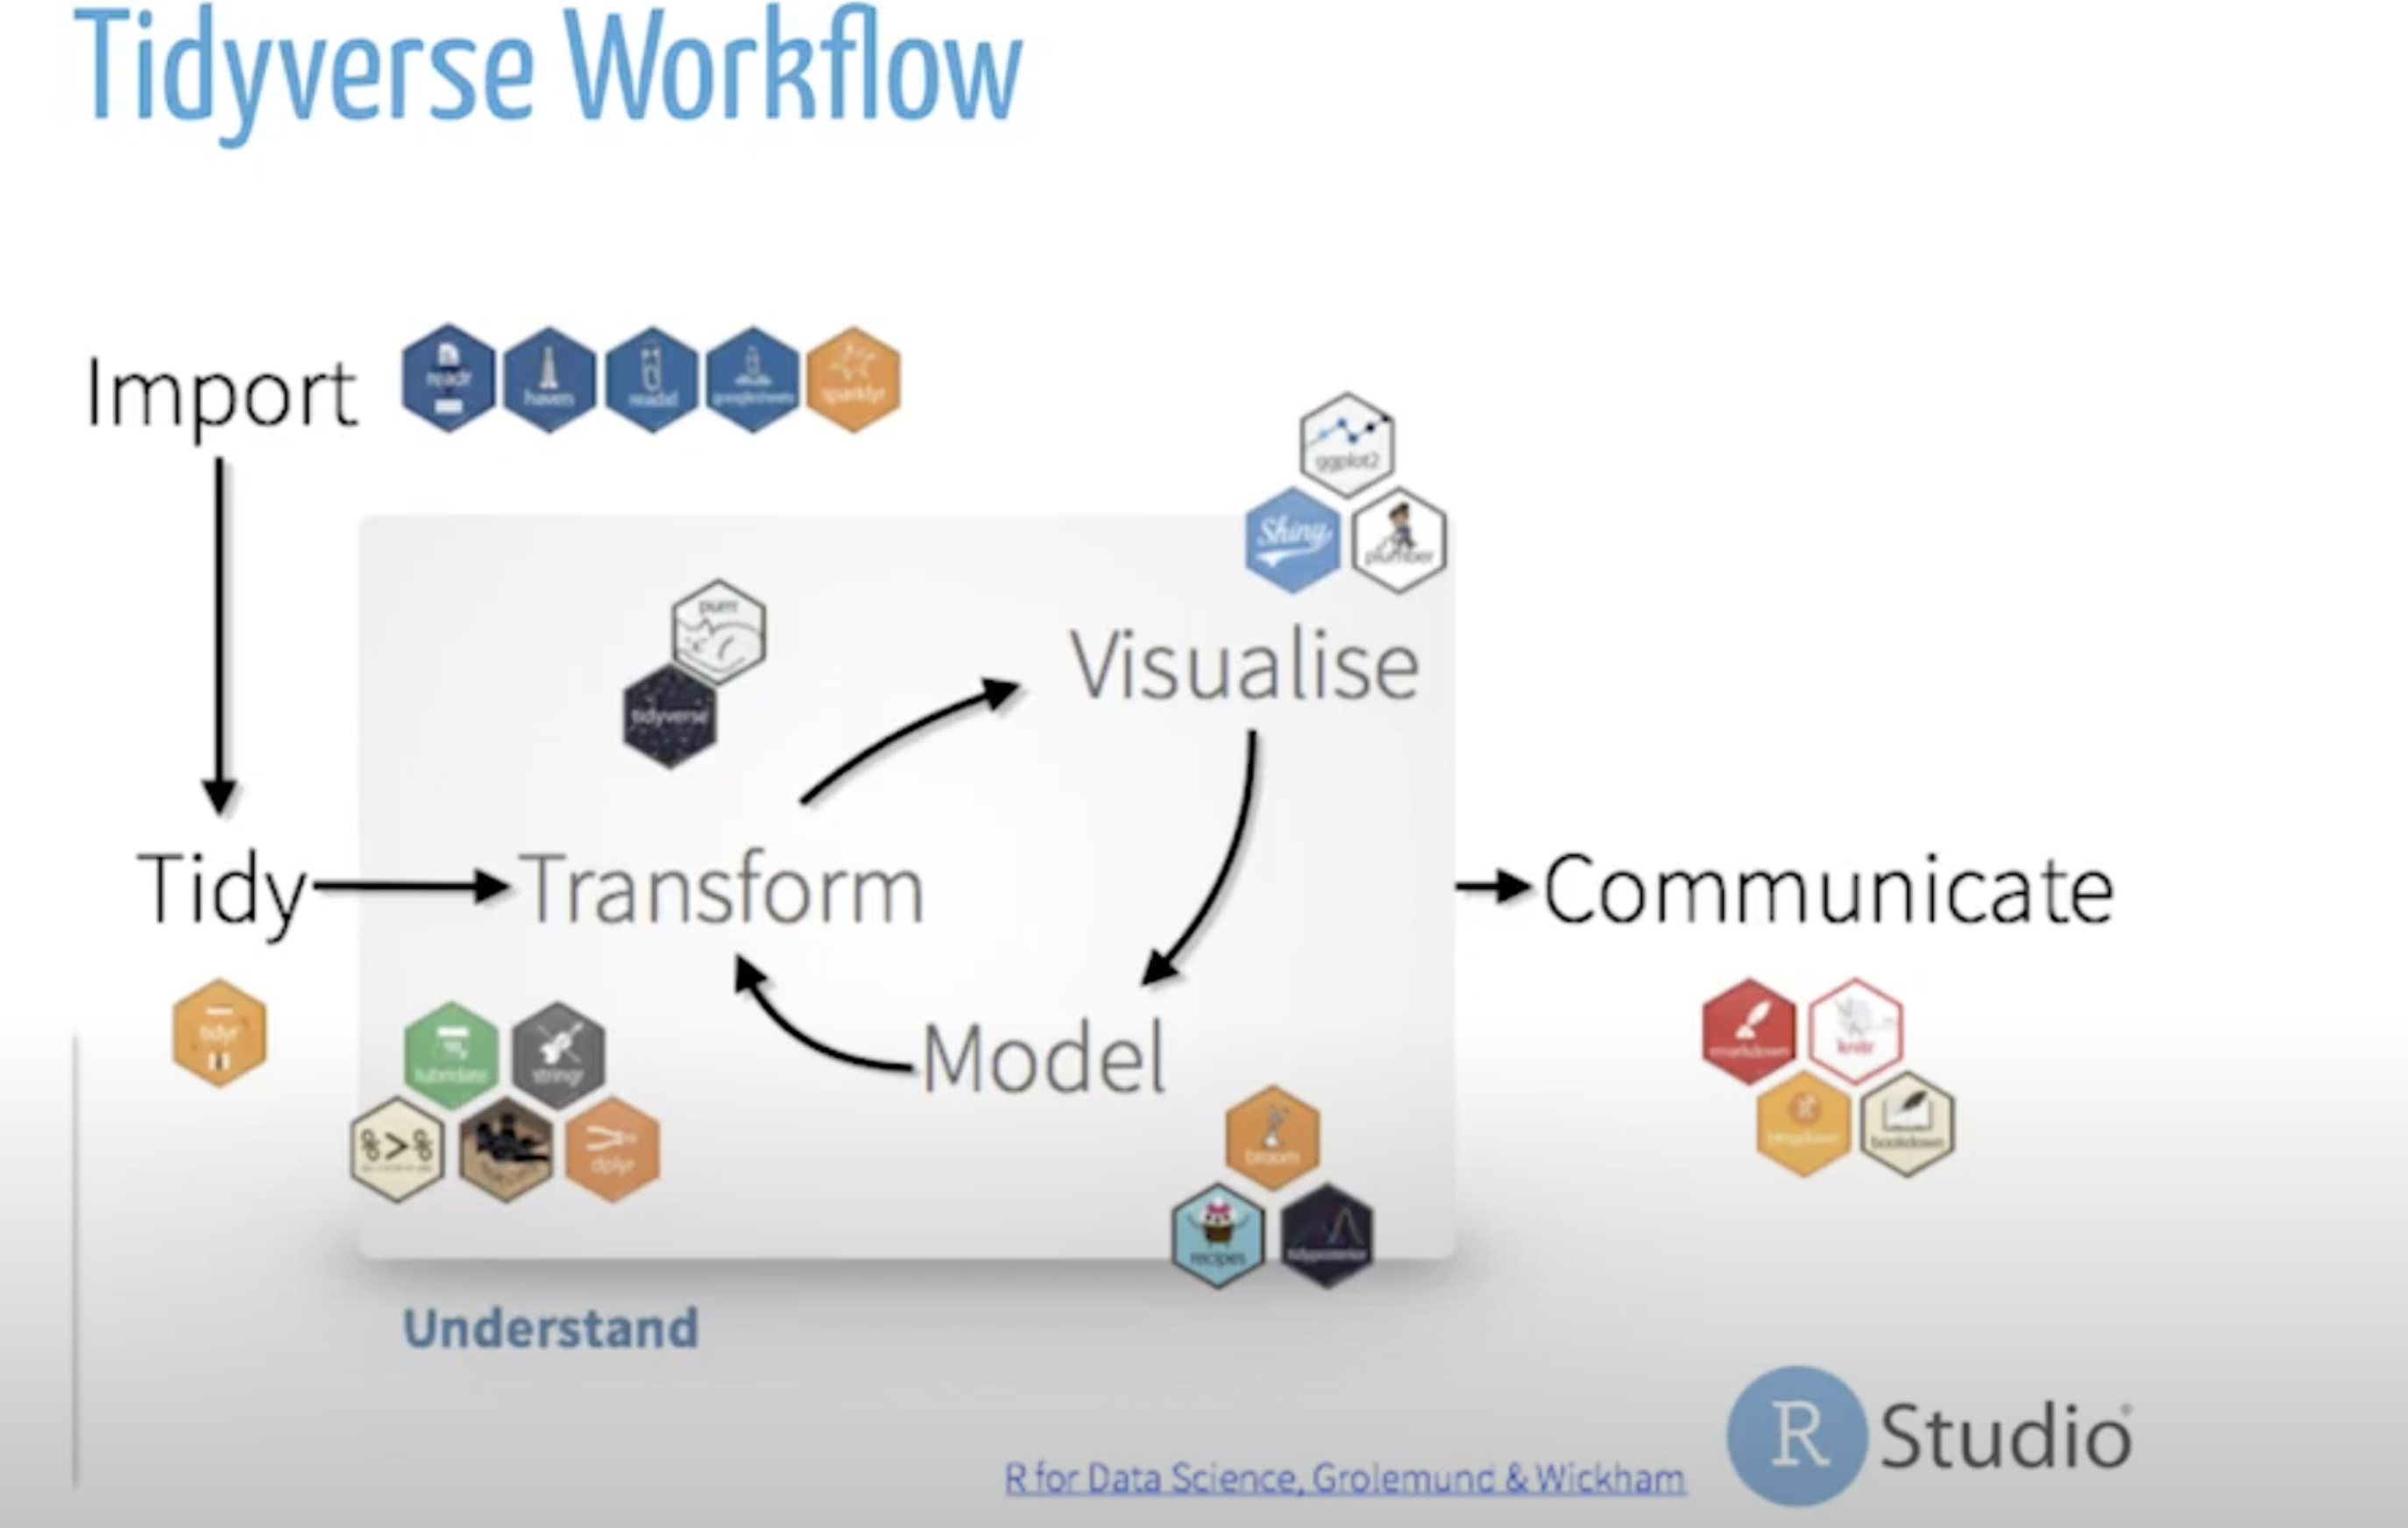 Tidyverse Workflow
Import
readr
haven
readxl
googlesheets
sparklyr
ggplot2
Shiny
plumber
purrr
tidyverse
Visualise
Tidy
Transform
Communicate
tidyr
lubridate
stringr
%>%
dplyr
Model
broom
recipes
tidyposterior
rmarkdown
knitr
blogdown
bookdown
Understand
R for Data Science, Grolemund & Wickham
R Studio